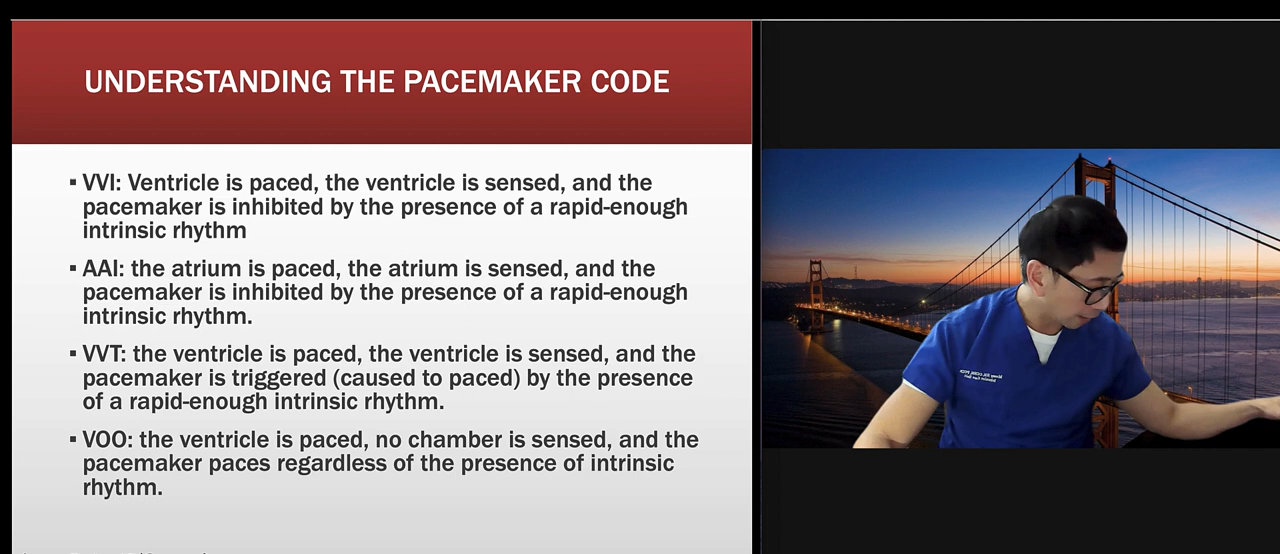 UNDERSTANDING THE PACEMAKER CODE
▪ VVI: Ventricle is paced, the ventricle is sensed, and the
pacemaker is inhibited by the presence of a rapid-enough
intrinsic rhythm
▪ AAI: the atrium is paced, the atrium is sensed, and the
pacemaker is inhibited by the presence of a rapid-enough
intrinsic rhythm.
▪ VVT: the ventricle is paced, the ventricle is sensed, and the
pacemaker is triggered (caused to paced) by the presence
of a rapid-enough intrinsic rhythm.
▪ VOO: the ventricle is paced, no chamber is sensed, and the
pacemaker paces regardless of the presence of intrinsic
rhythm.